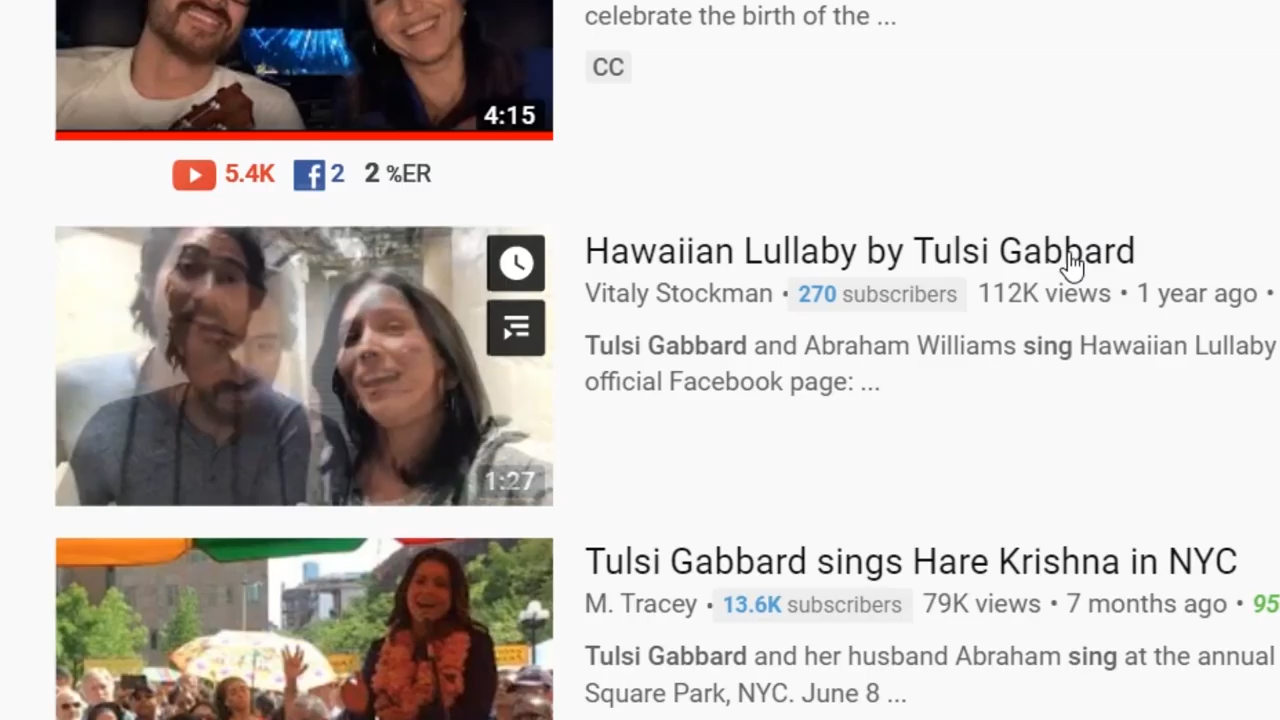 celebrate the birth of the ...
CC
4:15
5.4K f 2 2 %ER
Hawaiian Lullaby by Tulsi Gabbard
Vitaly Stockman • 270 subscribers 112K views • 1 year ago •
Tulsi Gabbard and Abraham Williams sing Hawaiian Lullaby
official Facebook page: ...
1:27
Tulsi Gabbard sings Hare Krishna in NYC
M. Tracey • 13.6K subscribers 79K views • 7 months ago • 95
Tulsi Gabbard and her husband Abraham sing at the annual
Square Park, NYC. June 8 ...